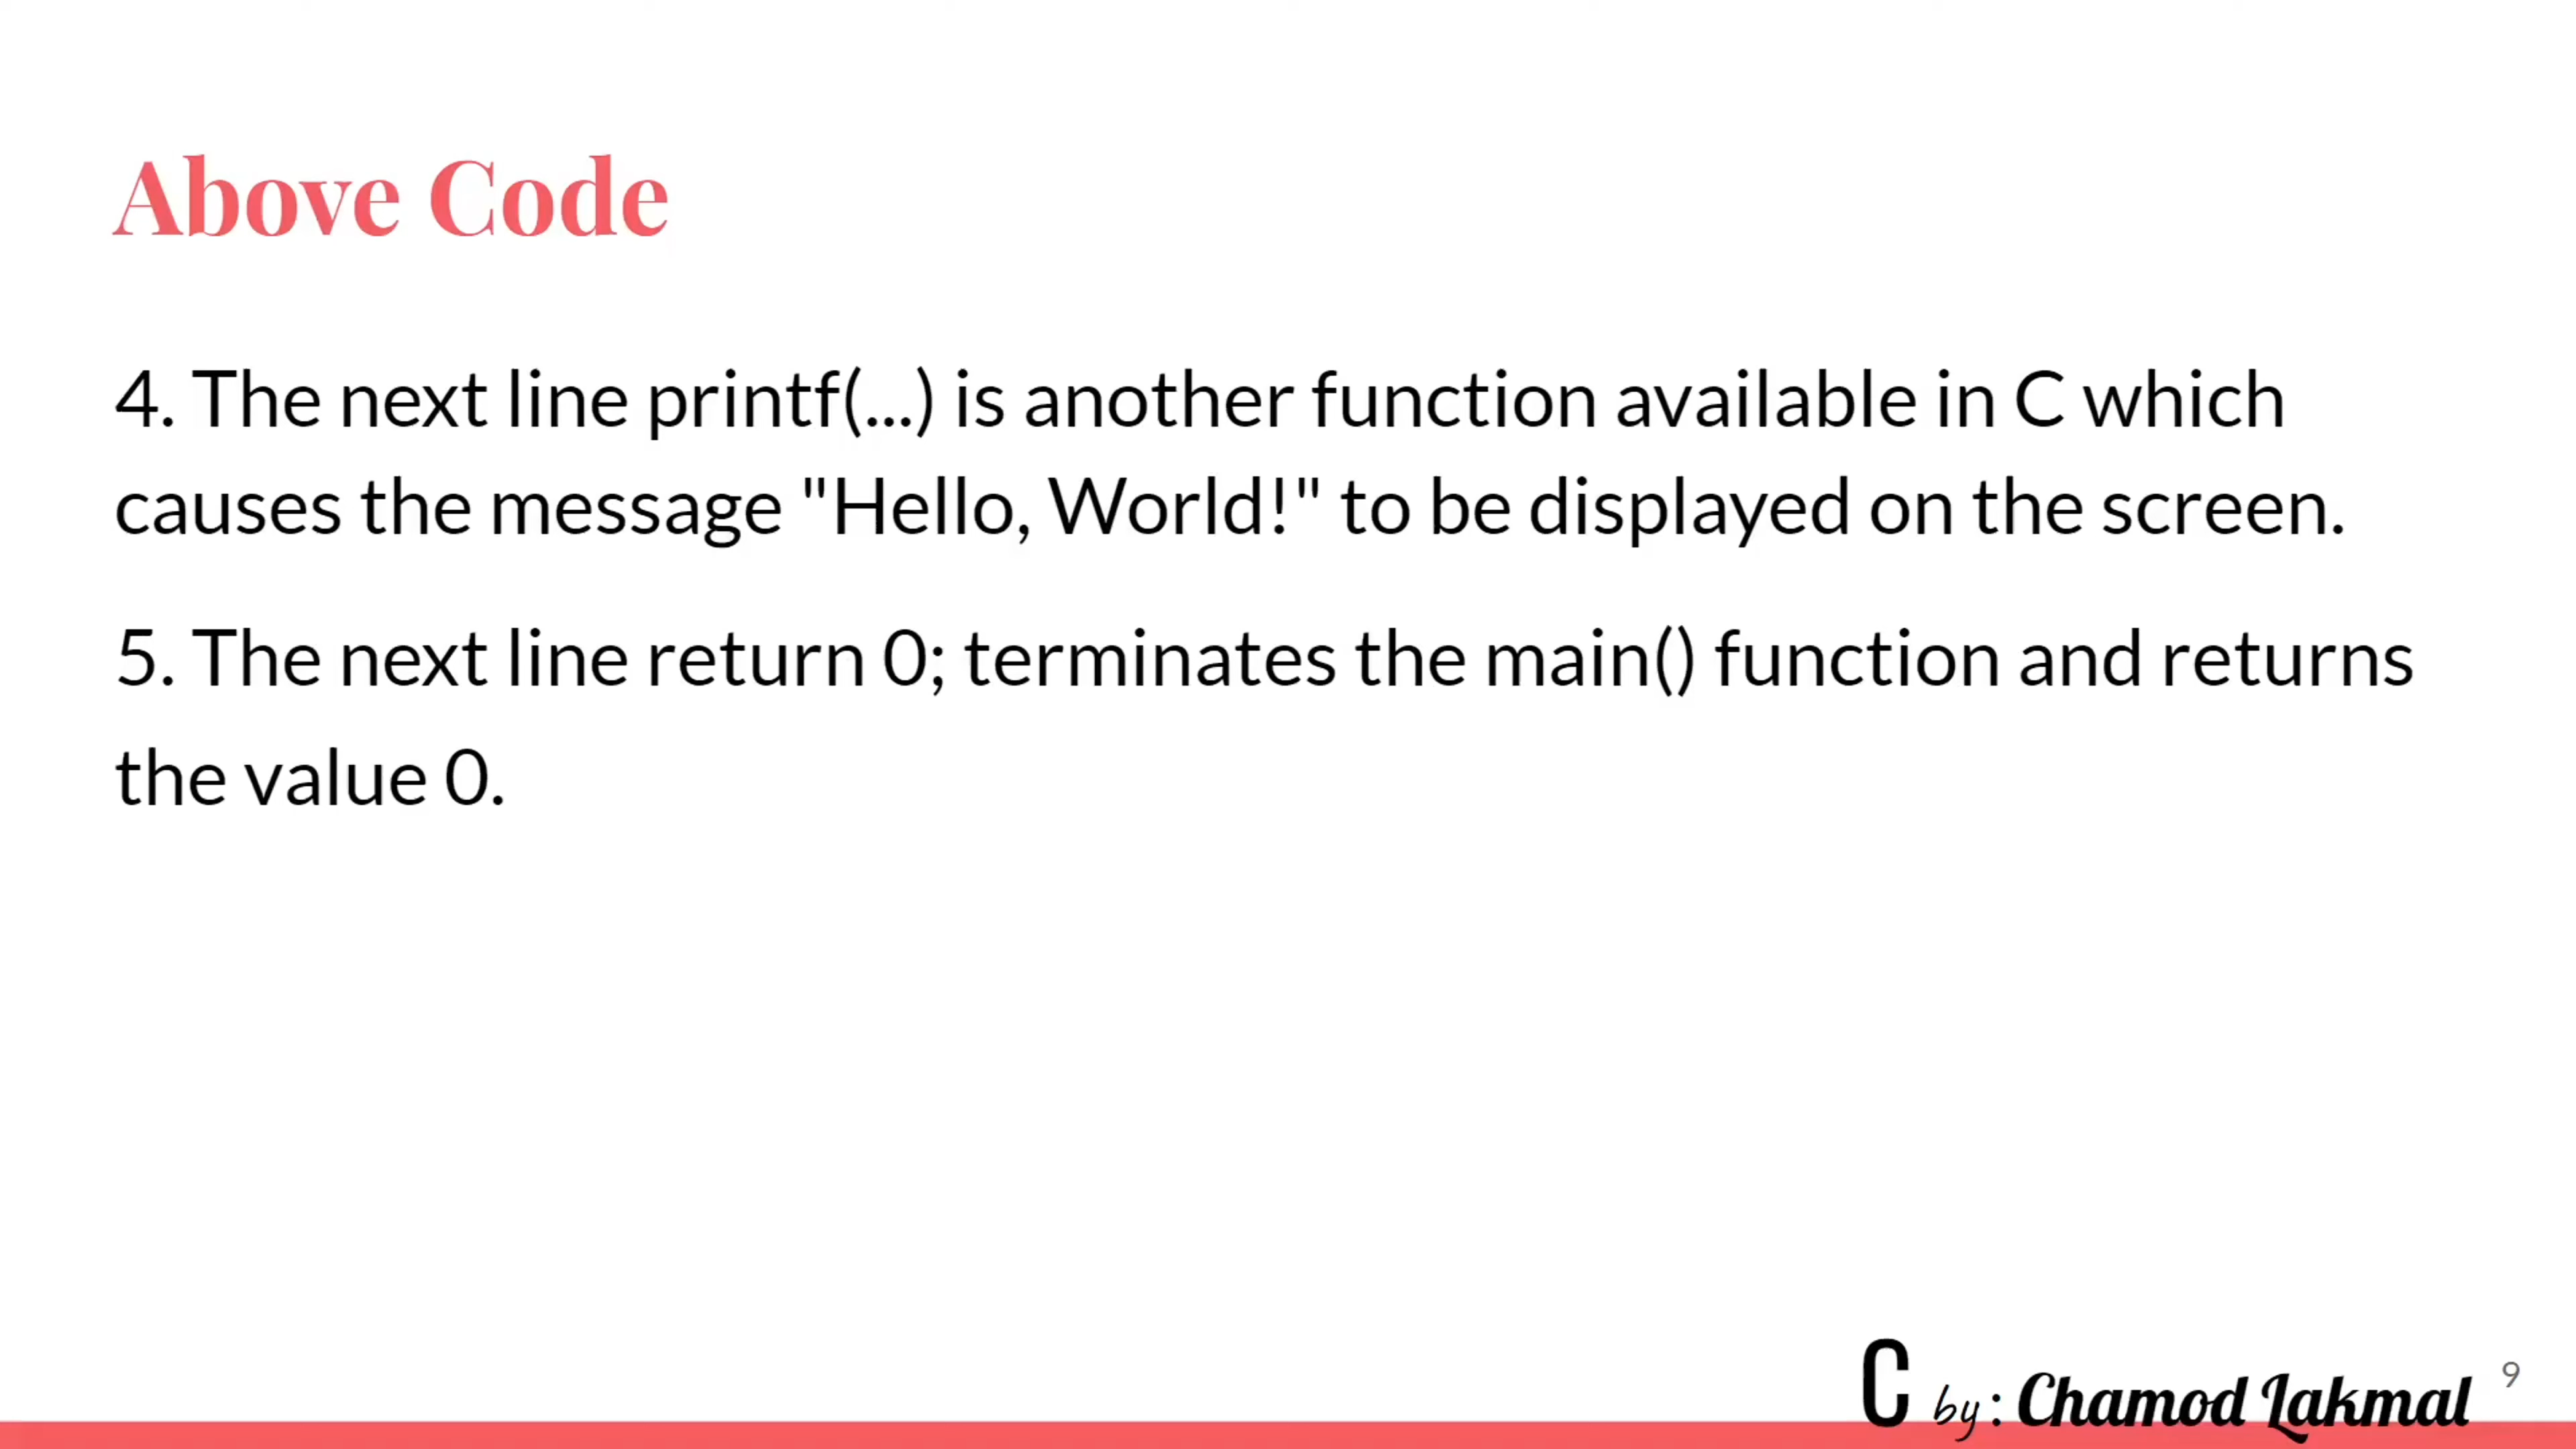 Above Code
4. The next line printf(...) is another function available in C which
causes the message "Hello, World!" to be displayed on the screen.
5. The next line return 0; terminates the main() function and returns
the value 0.
C by: Chamod Lakmal
9